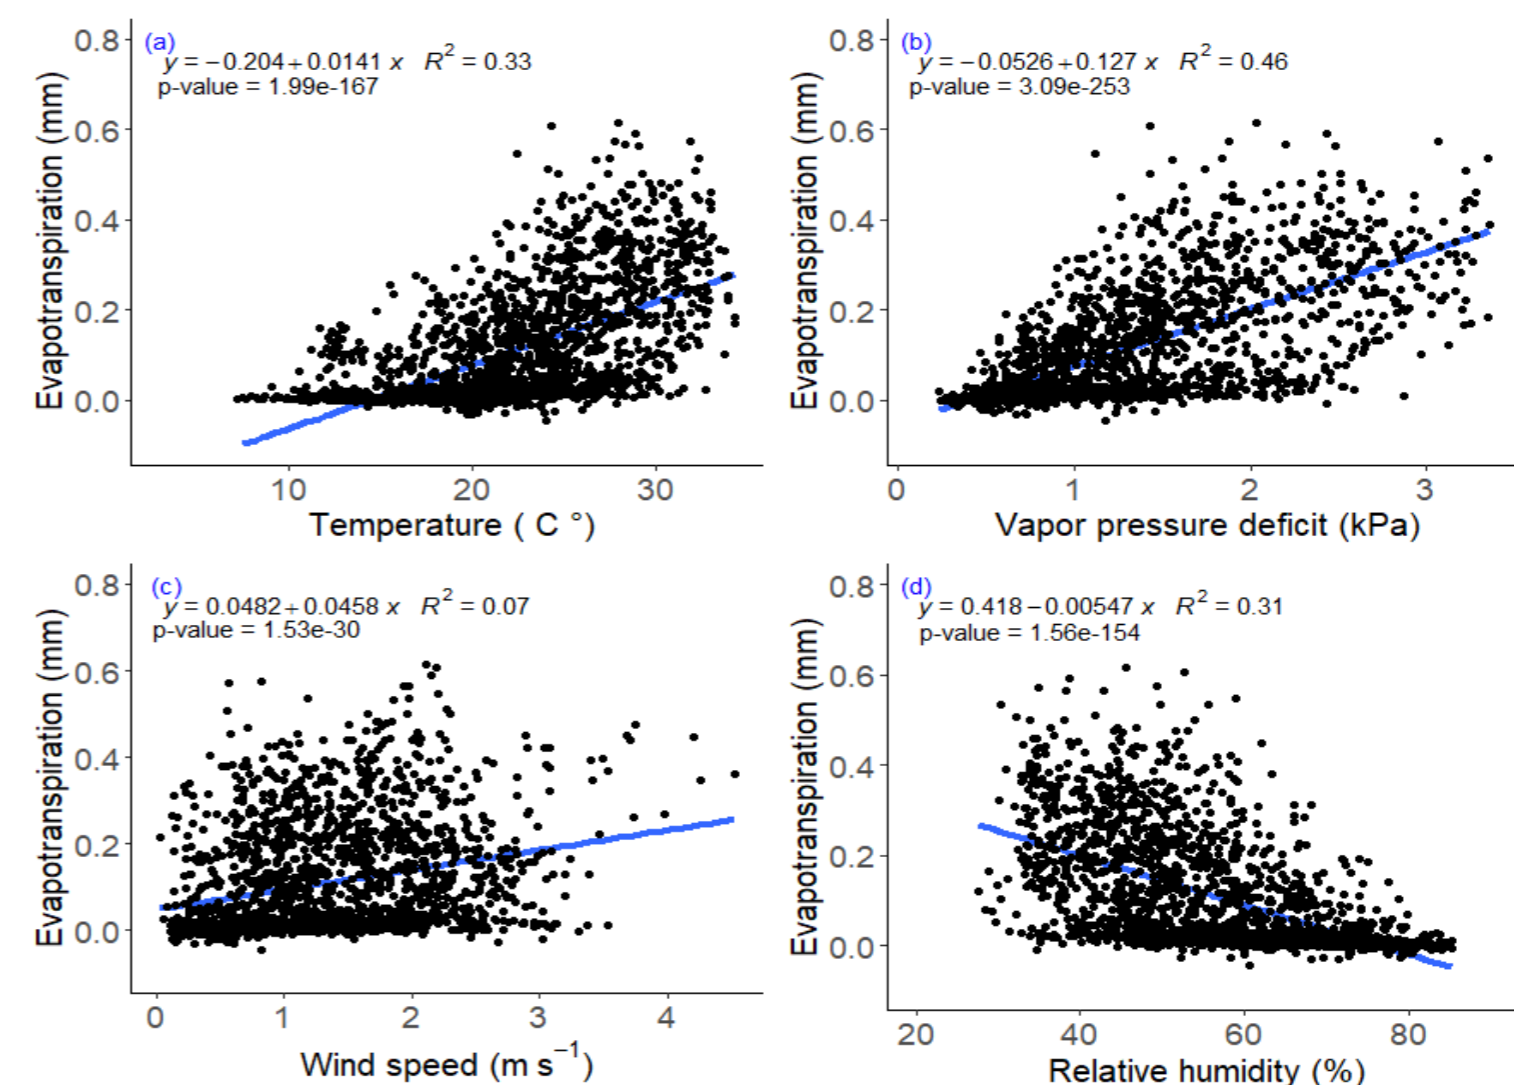 (a)
y = −0.204 + 0.0141 x R² = 0.33
p-value = 1.99e-167
Evapotranspiration (mm)
0.8
0.6
0.4
0.2
0.0
10 20 30
Temperature ( C °)
(b)
y = −0.0526 + 0.127 x R² = 0.46
p-value = 3.09e-253
Evapotranspiration (mm)
0.8
0.6
0.4
0.2
0.0
0 1 2 3
Vapor pressure deficit (kPa)
(c)
y = 0.0482 + 0.0458 x R² = 0.07
p-value = 1.53e-30
Evapotranspiration (mm)
0.8
0.6
0.4
0.2
0.0
0 1 2 3 4
Wind speed (m s⁻¹)
(d)
y = 0.418 − 0.00547 x R² = 0.31
p-value = 1.56e-154
Evapotranspiration (mm)
0.8
0.6
0.4
0.2
0.0
20 40 60 80
Relative humidity (%)